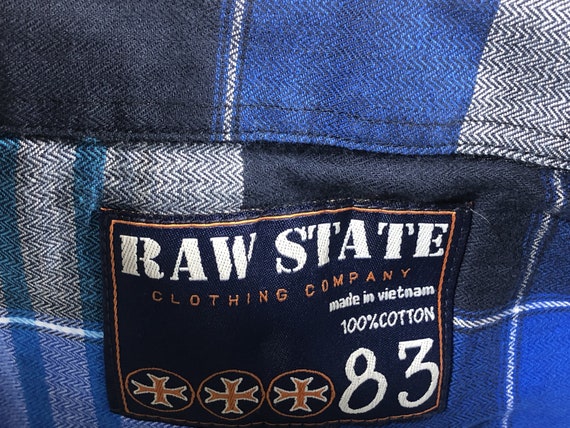 RAW STATE
CLOTHING COMPANY
made in vietnam
100%COTTON
83